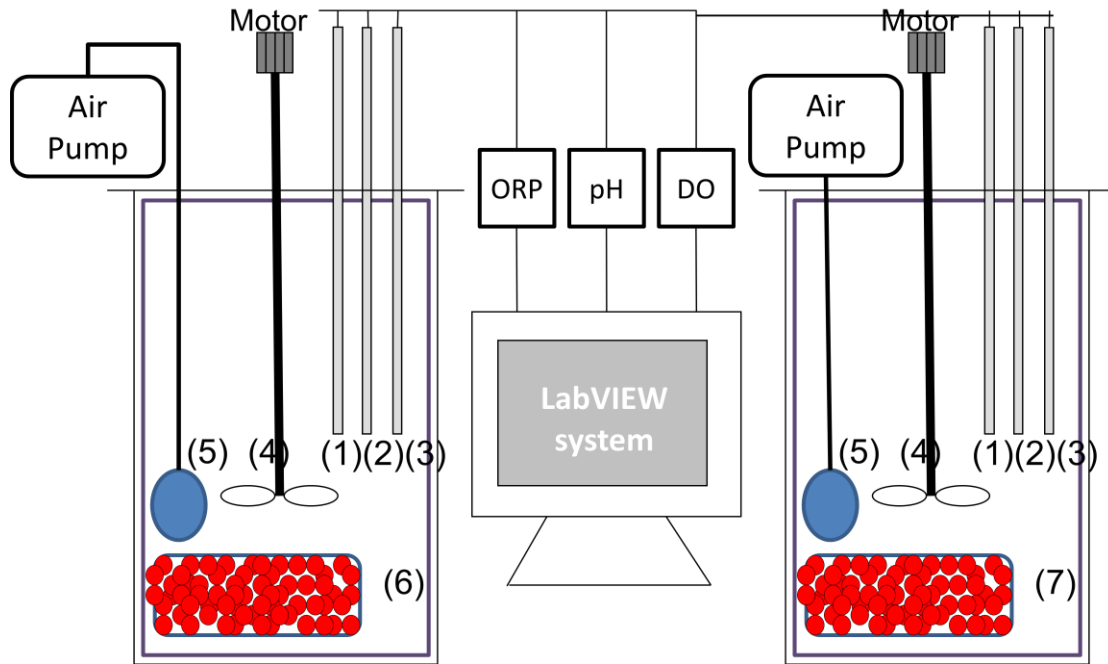 Motor
Motor
Air
Pump
Air
Pump
ORP
pH
DO
LabVIEW
system
(5) (4) (1)(2)(3)
(5) (4) (1)(2)(3)
(6)
(7)